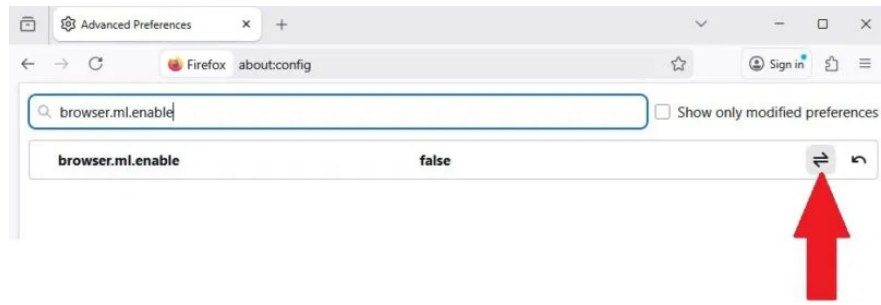 Advanced Preferences
Firefox about:config Sign in
browser.ml.enable Show only modified preferences
browser.ml.enable false